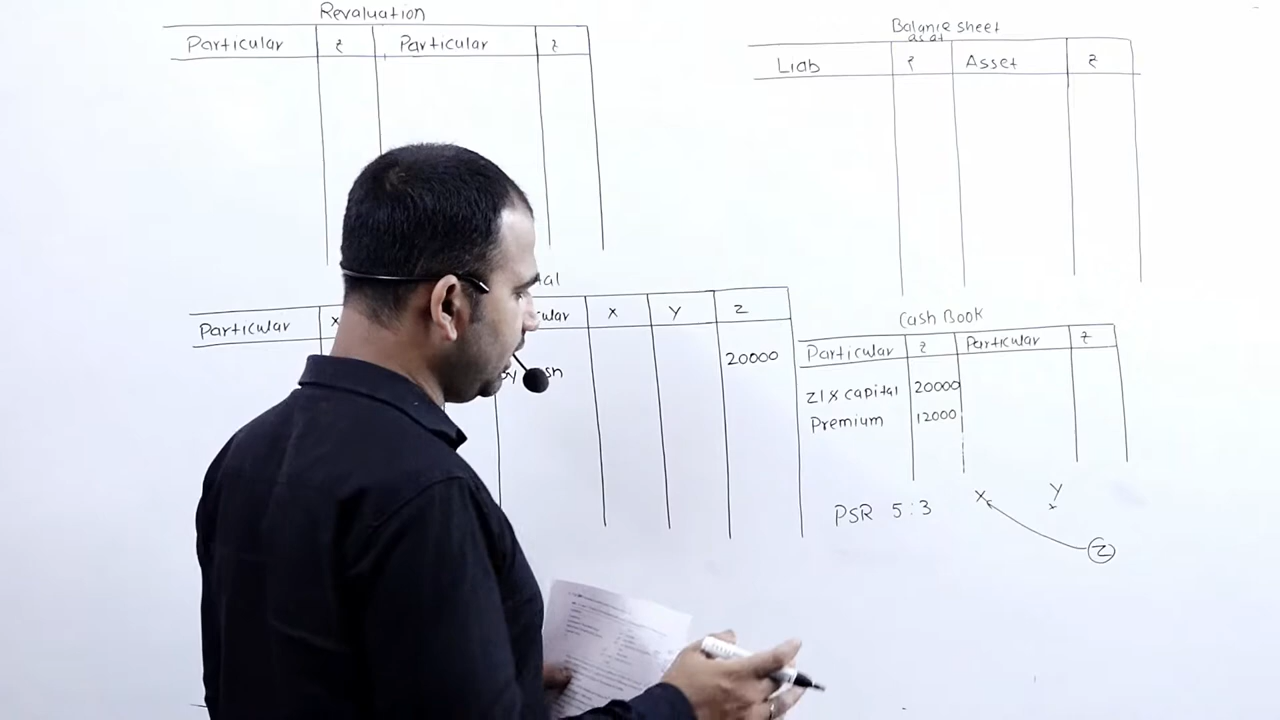 Revaluation
Particular ₹ Particular ₹
Balance sheet
as at
Liab ₹ Asset ₹
Particular X X Y Z
20000
Cash Book
Particular ₹ Particular ₹
Z's capital 20000
Premium 12000
PSR 5:3
X Y
Z